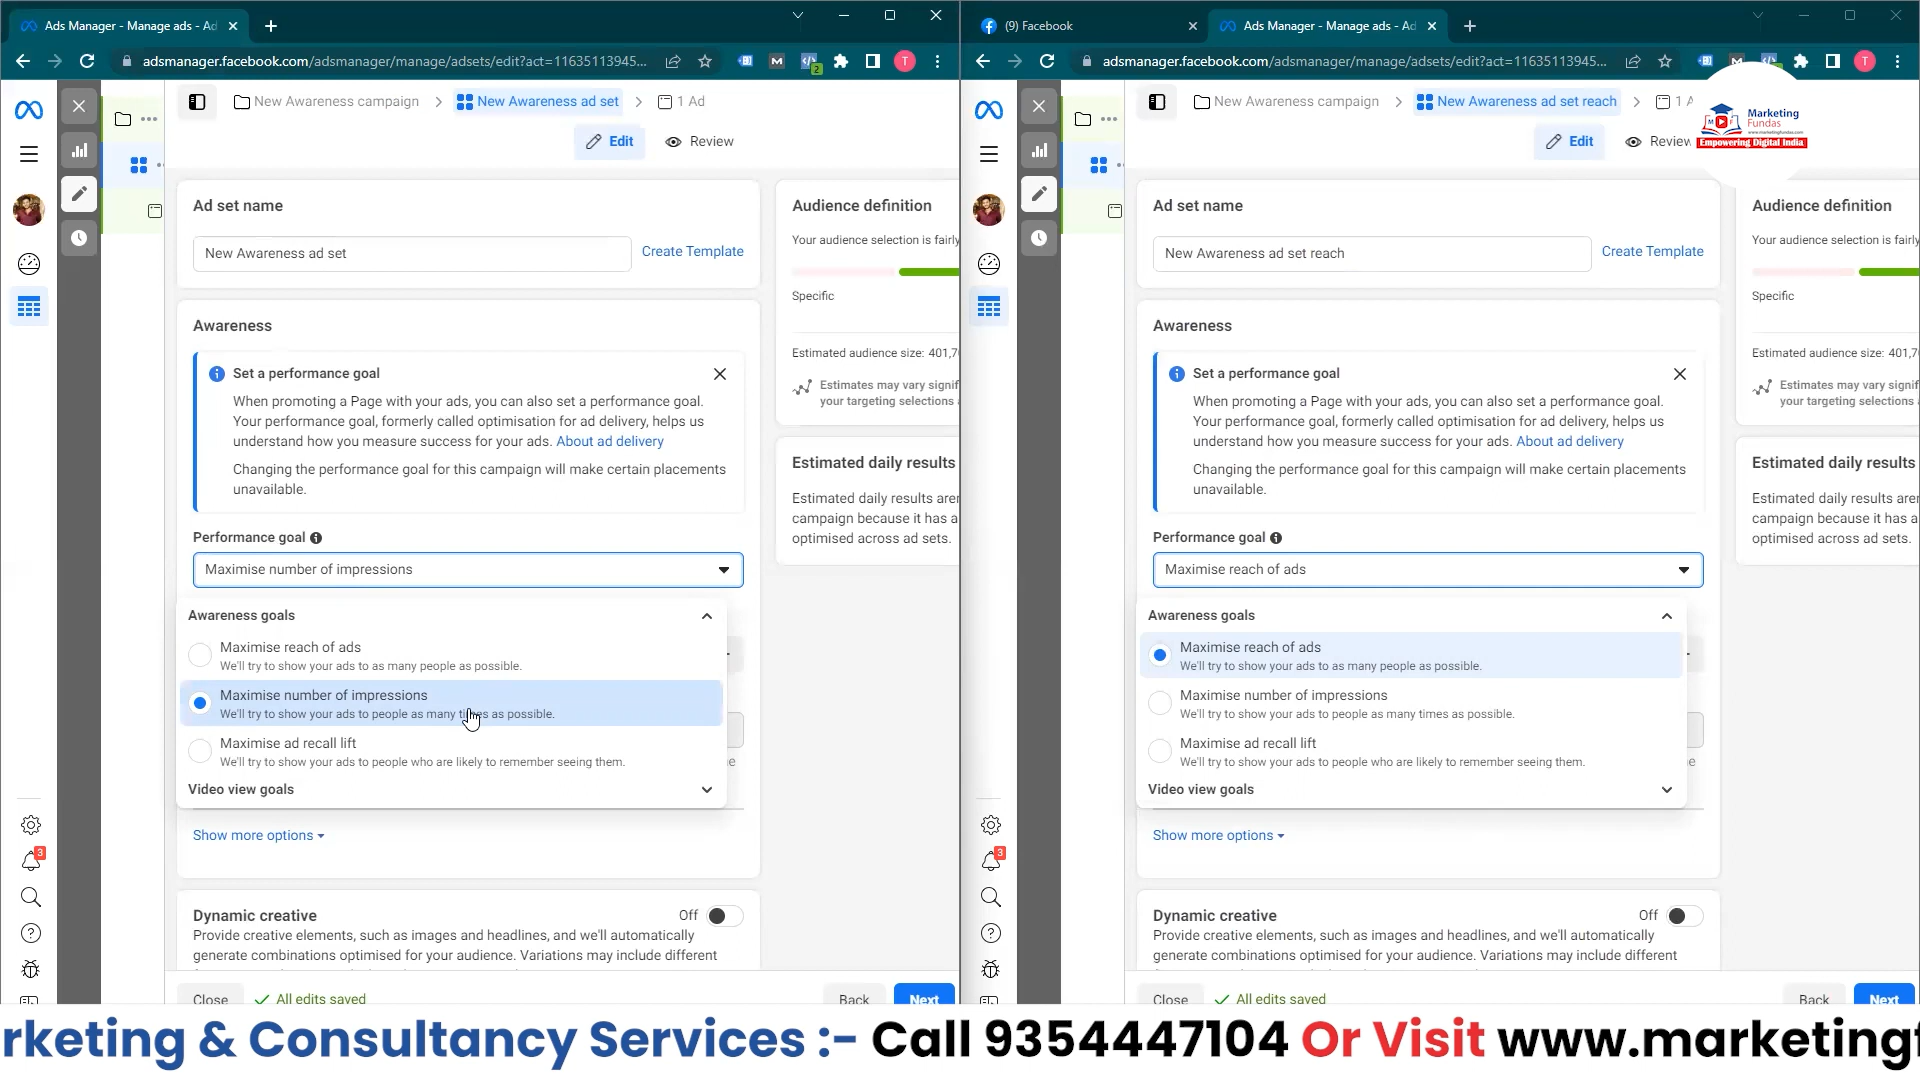 Ads Manager - Manage ads - Ad
adsmanager.facebook.com/adsmanager/manage/adsets/edit?act=11635113945...
2
M
T
New Awareness campaign > New Awareness ad set > 1 Ad
Edit
Review
Ad set name
New Awareness ad set
Create Template
Awareness
Set a performance goal
When promoting a Page with your ads, you can also set a performance goal.
Your performance goal, formerly called optimisation for ad delivery, helps us
understand how you measure success for your ads. About ad delivery
Changing the performance goal for this campaign will make certain placements
unavailable.
Performance goal
Maximise number of impressions
Awareness goals
Maximise reach of ads
We'll try to show your ads to as many people as possible.
Maximise number of impressions
We'll try to show your ads to people as many times as possible.
Maximise ad recall lift
We'll try to show your ads to people who are likely to remember seeing them.
Video view goals
Show more options
Dynamic creative
Off
Provide creative elements, such as images and headlines, and we'll automatically
generate combinations optimised for your audience. Variations may include different
Close
All edits saved
Back
Next
3
Audience definition
Your audience selection is fairly
Specific
Estimated audience size: 401,7
Estimates may vary signif
your targeting selections
Estimated daily results
Estimated daily results aren
campaign because it has a
optimised across ad sets.
(9) Facebook
Ads Manager - Manage ads - Ad
adsmanager.facebook.com/adsmanager/manage/adsets/edit?act=11635113945...
T
New Awareness campaign > New Awareness ad set reach > 1 A
Edit
Review
Marketing
Fundas
www.marketingfundas.com
Empowering Digital India
Ad set name
New Awareness ad set reach
Create Template
Awareness
Set a performance goal
When promoting a Page with your ads, you can also set a performance goal.
Your performance goal, formerly called optimisation for ad delivery, helps us
understand how you measure success for your ads. About ad delivery
Changing the performance goal for this campaign will make certain placements
unavailable.
Performance goal
Maximise reach of ads
Awareness goals
Maximise reach of ads
We'll try to show your ads to as many people as possible.
Maximise number of impressions
We'll try to show your ads to people as many times as possible.
Maximise ad recall lift
We'll try to show your ads to people who are likely to remember seeing them.
Video view goals
Show more options
Dynamic creative
Off
Provide creative elements, such as images and headlines, and we'll automatically
generate combinations optimised for your audience. Variations may include different
Close
All edits saved
Back
Next
3
Audience definition
Your audience selection is fairly
Specific
Estimated audience size: 401,7
Estimates may vary signif
your targeting selections
Estimated daily results
Estimated daily results aren
campaign because it has a
optimised across ad sets.
rketing & Consultancy Services :- Call 9354447104 Or Visit www.marketingf